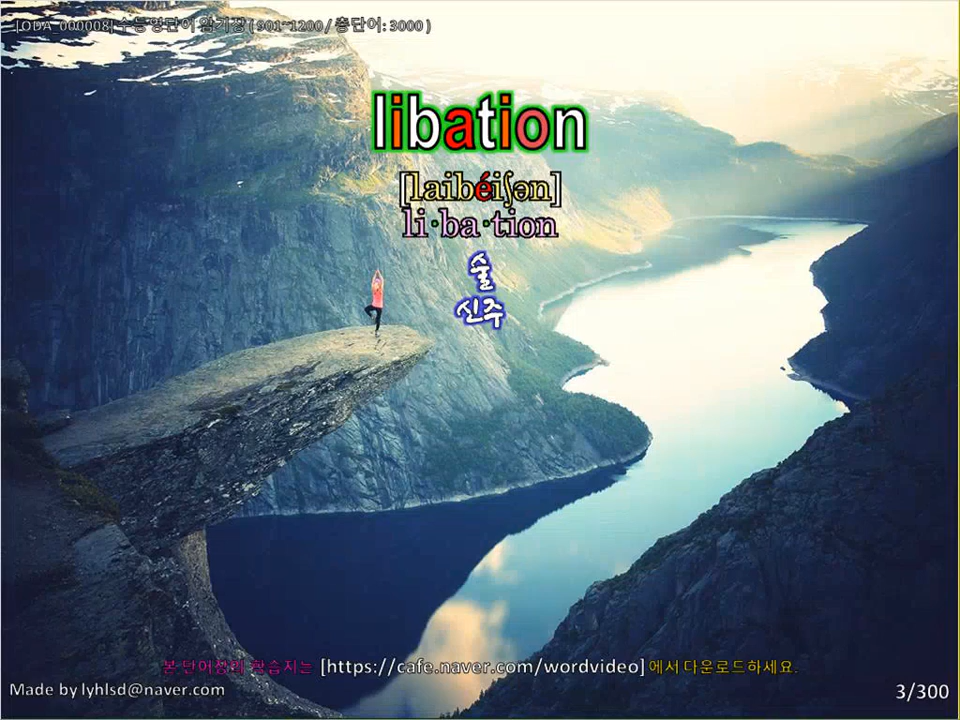 [ODA_000008] 수능영단어 암기장 ( 901~1200 / 총단어: 3000 )
libation
[laibéiʃən]
li·ba·tion
술
신주
본 단어장의 학습지는 [https://cafe.naver.com/wordvideo] 에서 다운로드하세요.
Made by lyhlsd@naver.com
3/300